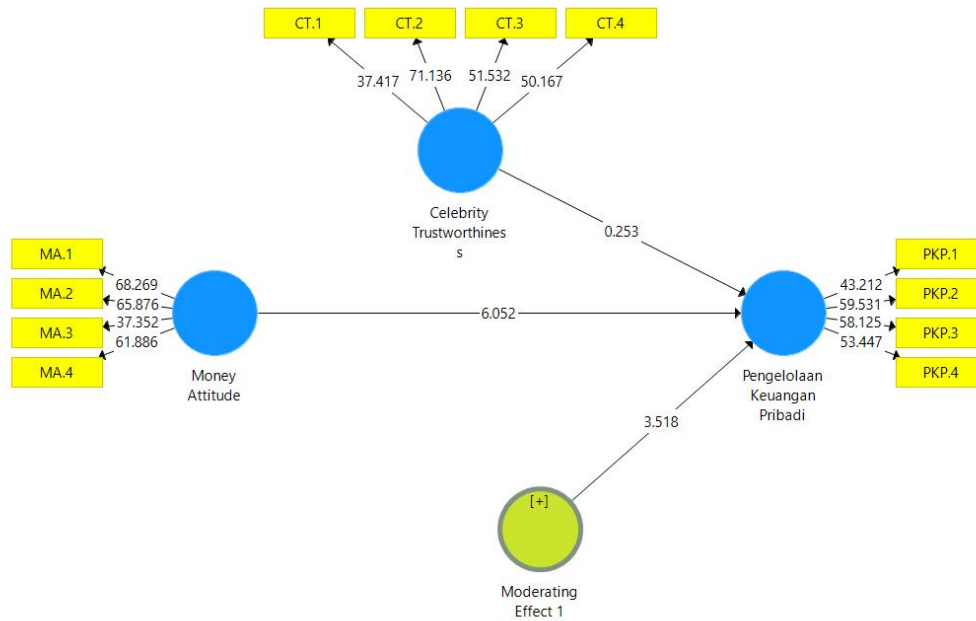 CT.1
CT.2
CT.3
CT.4
37.417
71.136
51.532
50.167
Celebrity
Trustworthines
s
0.253
MA.1
MA.2
MA.3
MA.4
68.269
65.876
37.352
61.886
Money
Attitude
6.052
PKP.1
PKP.2
PKP.3
PKP.4
43.212
59.531
58.125
53.447
Pengelolaan
Keuangan
Pribadi
3.518
[+]
Moderating
Effect 1